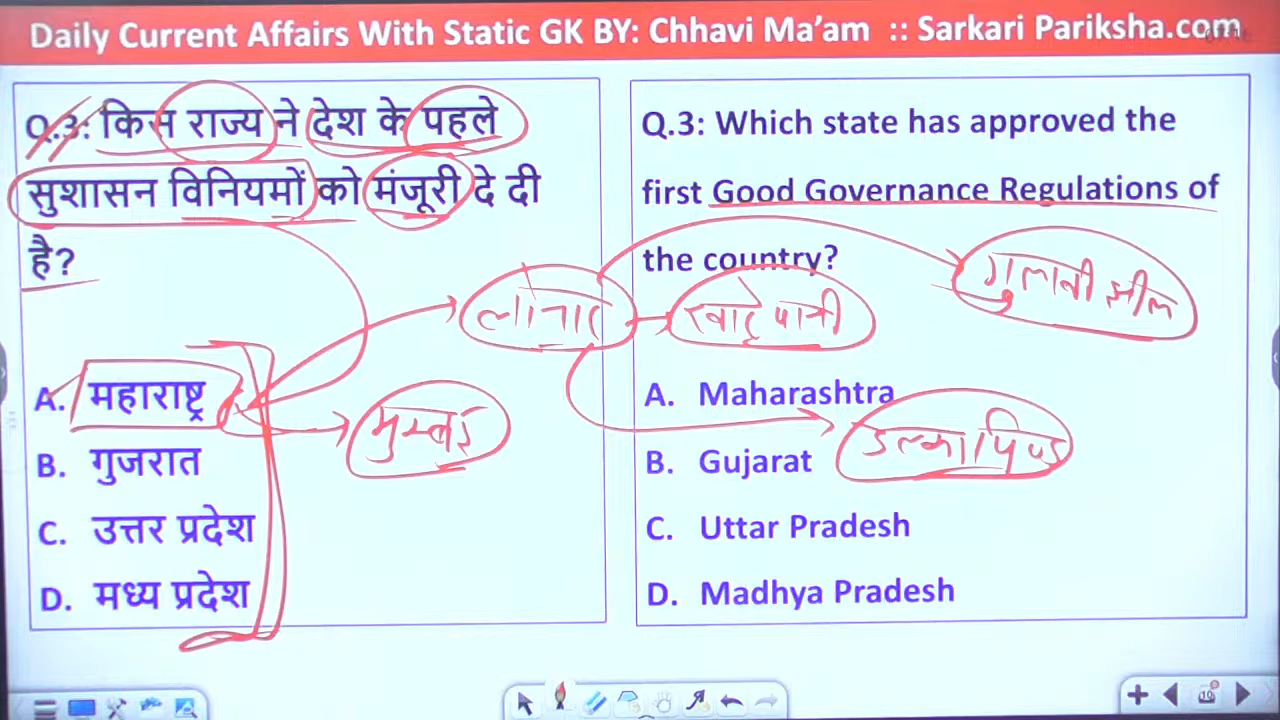 Daily Current Affairs With Static GK BY: Chhavi Ma’am :: Sarkari Pariksha.com
Q.3: किस राज्य ने देश के पहले
सुशासन विनियमों को मंजूरी दे दी
है?
A. महाराष्ट्र
B. गुजरात
C. उत्तर प्रदेश
D. मध्य प्रदेश
Q.3: Which state has approved the
first Good Governance Regulations of
the country?
A. Maharashtra
B. Gujarat
C. Uttar Pradesh
D. Madhya Pradesh
लोनार
खारे पानी
गुलाबी झील
मुम्बई
उल्का पिण्ड